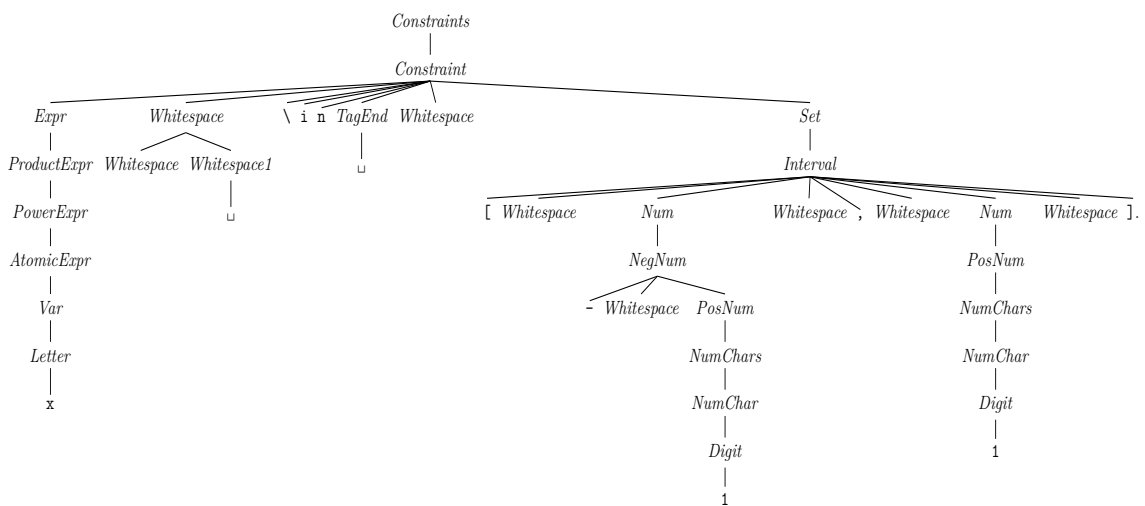 Constraints
Constraint
Expr Whitespace \ i n TagEnd Whitespace Set
ProductExpr Whitespace Whitespace1 ␣ Interval
PowerExpr ␣ [ Whitespace Num Whitespace , Whitespace Num Whitespace ].
AtomicExpr NegNum PosNum
Var - Whitespace PosNum NumChars
Letter NumChars NumChar
x NumChar Digit
Digit 1
1